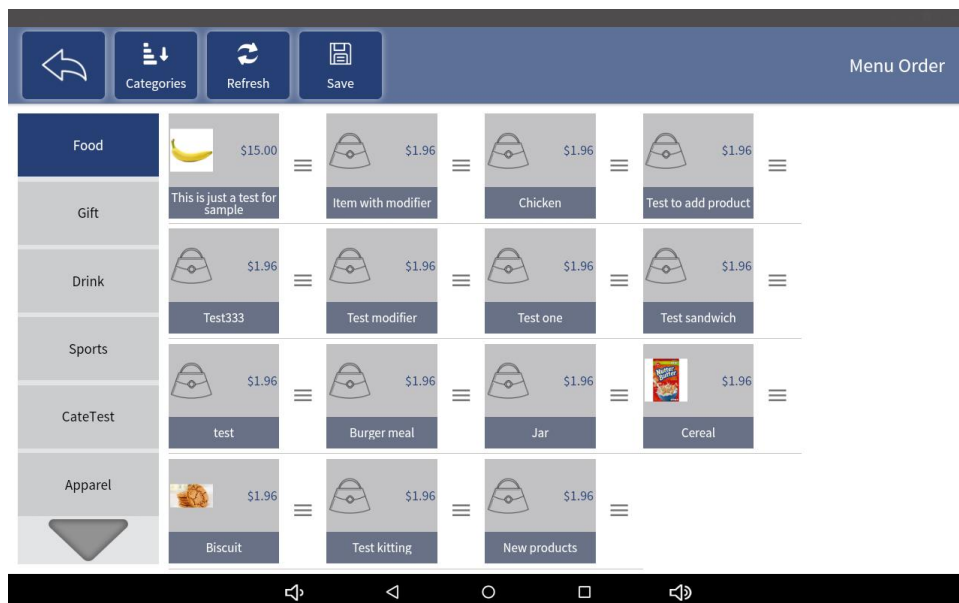 Categories
Refresh
Save
Menu Order
Food
Gift
Drink
Sports
CateTest
Apparel
$15.00
This is just a test for
sample
$1.96
Item with modifier
$1.96
Chicken
$1.96
Test to add product
$1.96
Test333
$1.96
Test modifier
$1.96
Test one
$1.96
Test sandwich
$1.96
test
$1.96
Burger meal
$1.96
Jar
$1.96
Cereal
$1.96
Biscuit
$1.96
Test kitting
$1.96
New products